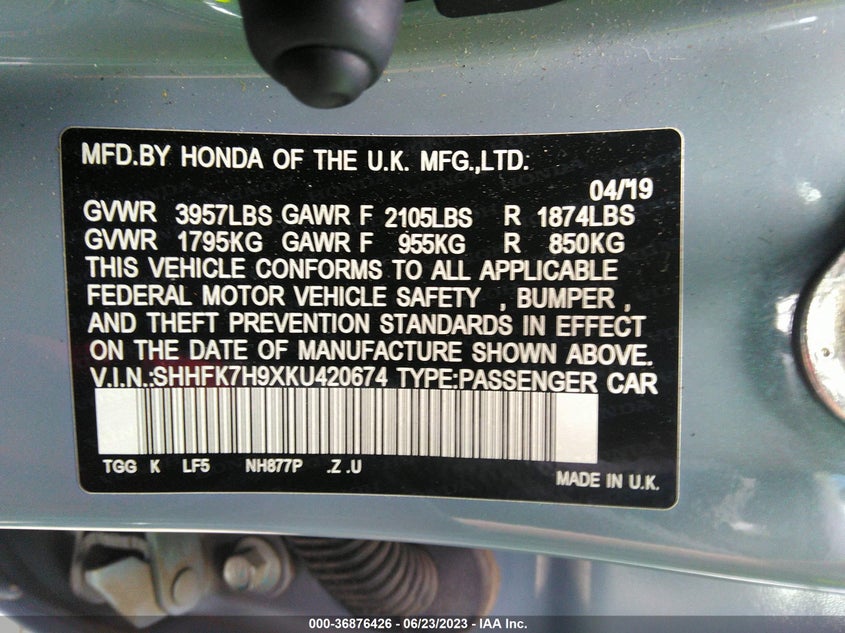 MFD.BY HONDA OF THE U.K. MFG.,LTD.
04/'19
GVWR 3957LBS GAWR F 2105LBS R 1874LBS
GVWR 1795KG GAWR F 955KG R 850KG
THIS VEHICLE CONFORMS TO ALL APPLICABLE
FEDERAL MOTOR VEHICLE SAFETY , BUMPER ,
AND THEFT PREVENTION STANDARDS IN EFFECT
ON THE DATE OF MANUFACTURE SHOWN ABOVE.
V.I.N.:SHHFK7H9XKU420674 TYPE:PASSENGER CAR
TGG K LF5 NH877P .Z .U
MADE IN U.K.
000-36876426 - 06/23/2023 - IAA Inc.